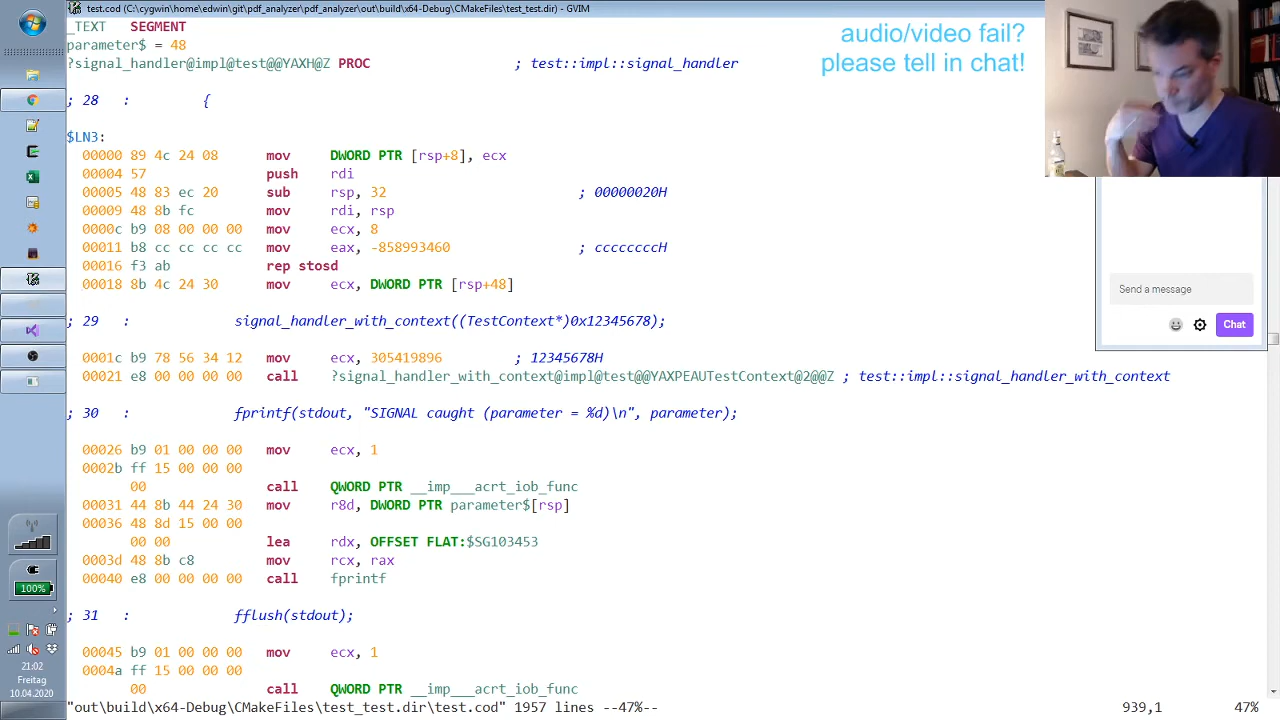 test.cod (C:\cygwin\home\edwin\git\pdf_analyzer\pdf_analyzer\out\build\x64-Debug\CMakeFiles\test_test.dir) - GVIM
_TEXT SEGMENT
parameter$ = 48
?signal_handler@impl@test@@YAXH@Z PROC ; test::impl::signal_handler
; 28 : {
$LN3:
00000 89 4c 24 08 mov DWORD PTR [rsp+8], ecx
00004 57 push rdi
00005 48 83 ec 20 sub rsp, 32 ; 00000020H
00009 48 8b fc mov rdi, rsp
0000c b9 08 00 00 00 mov ecx, 8
00011 b8 cc cc cc cc mov eax, -858993460 ; ccccccccH
00016 f3 ab rep stosd
00018 8b 4c 24 30 mov ecx, DWORD PTR [rsp+48]
; 29 : signal_handler_with_context((TestContext*)0x12345678);
0001c b9 78 56 34 12 mov ecx, 305419896 ; 12345678H
00021 e8 00 00 00 00 call ?signal_handler_with_context@impl@test@@YAXPEAUTestContext@2@@Z ; test::impl::signal_handler_with_context
; 30 : fprintf(stdout, "SIGNAL caught (parameter = %d)\n", parameter);
00026 b9 01 00 00 00 mov ecx, 1
0002b ff 15 00 00 00
00 call QWORD PTR __imp___acrt_iob_func
00031 44 8b 44 24 30 mov r8d, DWORD PTR parameter$[rsp]
00036 48 8d 15 00 00
00 00 lea rdx, OFFSET FLAT:$SG103453
0003d 48 8b c8 mov rcx, rax
00040 e8 00 00 00 00 call fprintf
; 31 : fflush(stdout);
00045 b9 01 00 00 00 mov ecx, 1
0004a ff 15 00 00 00
00 call QWORD PTR __imp___acrt_iob_func
"out\build\x64-Debug\CMakeFiles\test_test.dir\test.cod" 1957 lines --47%-- 939,1 47%
audio/video fail?
please tell in chat!
Send a message
Chat
100%
21:02
Freitag
10.04.2020